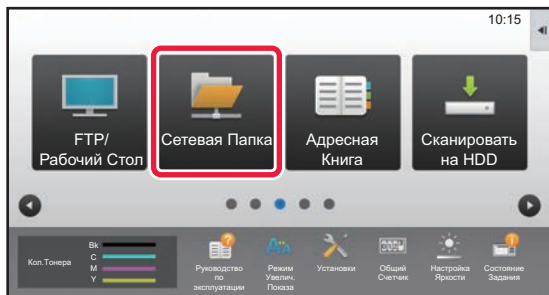 10:15
FTP/
Рабочий Стол
Сетевая Папка
Адресная
Книга
Сканировать
на HDD
Кол.Тонера
Bk
C
M
Y
Руководство
по
эксплуатации
Режим
Увелич.
Показа
Установки
Общий
Счетчик
Настройка
Яркости
Состояние
Задания